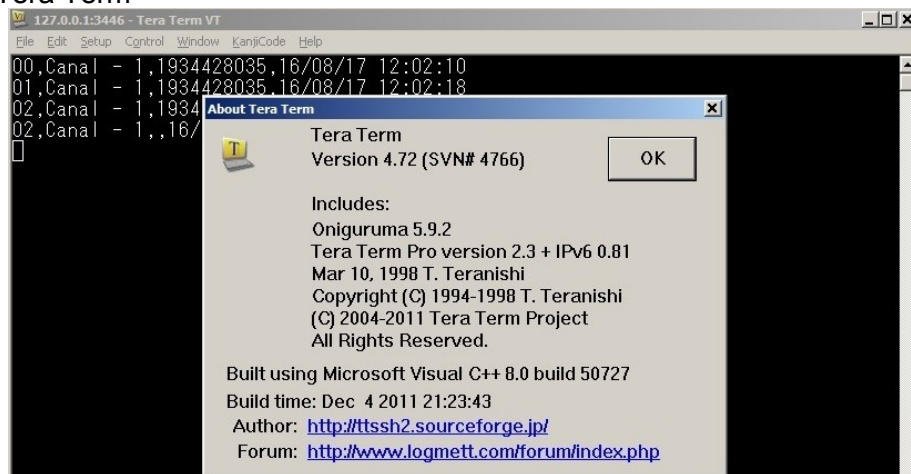 Tera Term
127.0.0.1:3446 - Tera Term VT
File Edit Setup Control Window KanjiCode Help
00,Canal - 1,1934428035,16/08/17 12:02:10
01,Canal - 1,1934428035,16/08/17 12:02:18
02,Canal - 1,1934
02,Canal - 1,,16/
About Tera Term
Tera Term
Version 4.72 (SVN# 4766)
OK
Includes:
Oniguruma 5.9.2
Tera Term Pro version 2.3 + IPv6 0.81
Mar 10, 1998 T. Teranishi
Copyright (C) 1994-1998 T. Teranishi
(C) 2004-2011 Tera Term Project
All Rights Reserved.
Built using Microsoft Visual C++ 8.0 build 50727
Build time: Dec 4 2011 21:23:43
Author: http://ttssh2.sourceforge.jp/
Forum: http://www.logmett.com/forum/index.php